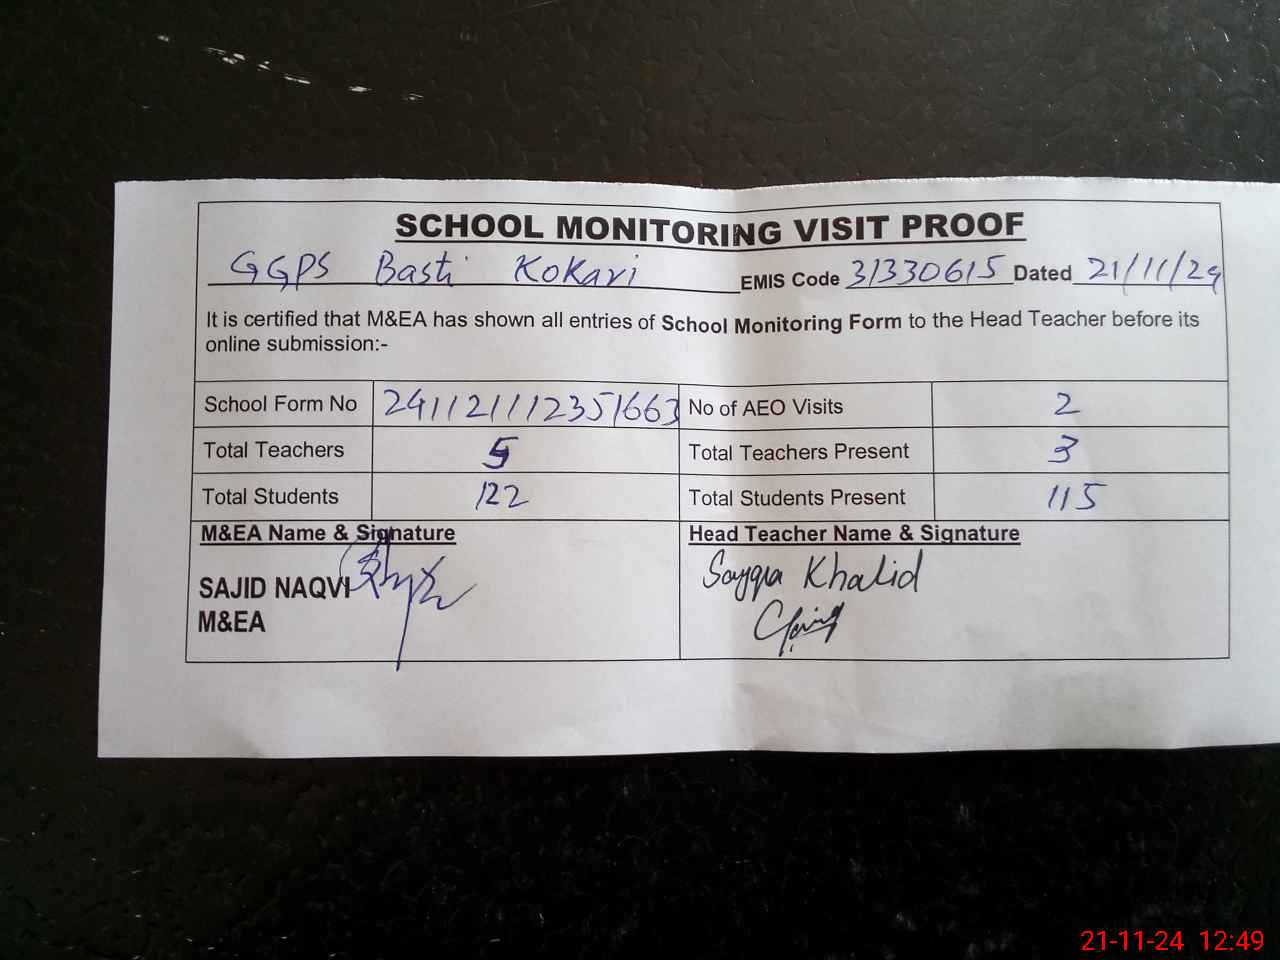 SCHOOL MONITORING VISIT PROOF
GGPS Basti Kokari EMIS Code 31330615 Dated 21/11/24
It is certified that M&EA has shown all entries of School Monitoring Form to the Head Teacher before its
online submission:-
School Form No 241121112351663 No of AEO Visits 2
Total Teachers 5 Total Teachers Present 3
Total Students 122 Total Students Present 115
M&EA Name & Signature Head Teacher Name & Signature
SAJID NAQVI Sayqra Khalid
M&EA
21-11-24 12:49